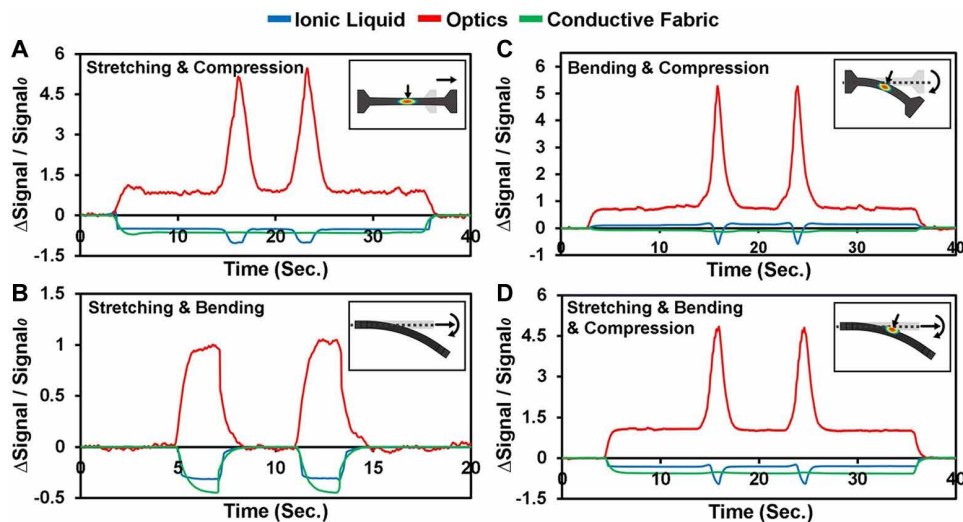 Ionic Liquid Optics Conductive Fabric
A
Stretching & Compression
ΔSignal / Signal₀
6
4.5
3
1.5
0
-1.5
0 10 20 30 40
Time (Sec.)
B
Stretching & Bending
ΔSignal / Signal₀
1.5
1
0.5
0
-0.5
0 5 10 15 20
Time (Sec.)
C
Bending & Compression
ΔSignal / Signal₀
6
5
4
3
2
1
0
-1
0 10 20 30 40
Time (Sec.)
D
Stretching & Bending
& Compression
ΔSignal / Signal₀
6
4.5
3
1.5
0
-1.5
0 10 20 30 40
Time (Sec.)